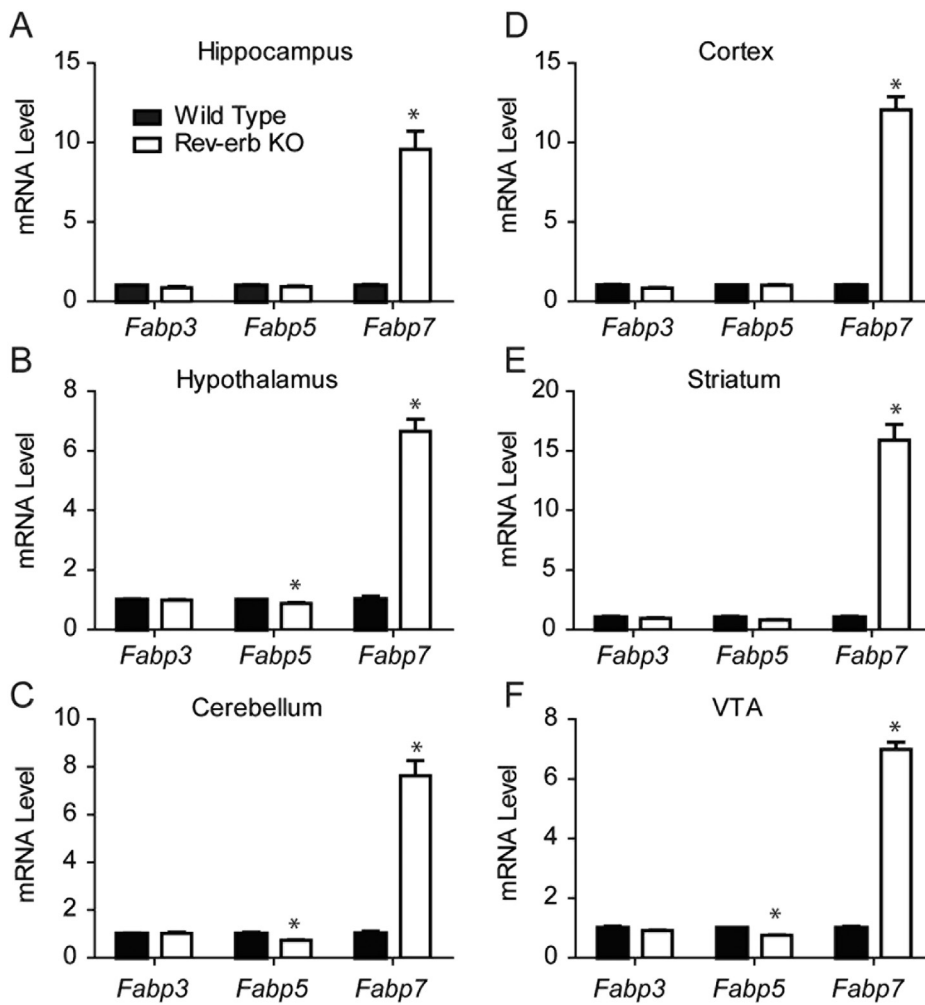 A
Hippocampus
15
10
5
0
mRNA Level
Wild Type
Rev-erb KO
*
Fabp3 Fabp5 Fabp7
B
Hypothalamus
8
6
4
2
0
mRNA Level
*
*
Fabp3 Fabp5 Fabp7
C
Cerebellum
10
8
6
4
2
0
mRNA Level
*
*
Fabp3 Fabp5 Fabp7
D
Cortex
15
10
5
0
mRNA Level
*
Fabp3 Fabp5 Fabp7
E
Striatum
20
15
10
5
0
mRNA Level
*
Fabp3 Fabp5 Fabp7
F
VTA
8
6
4
2
0
mRNA Level
*
*
Fabp3 Fabp5 Fabp7